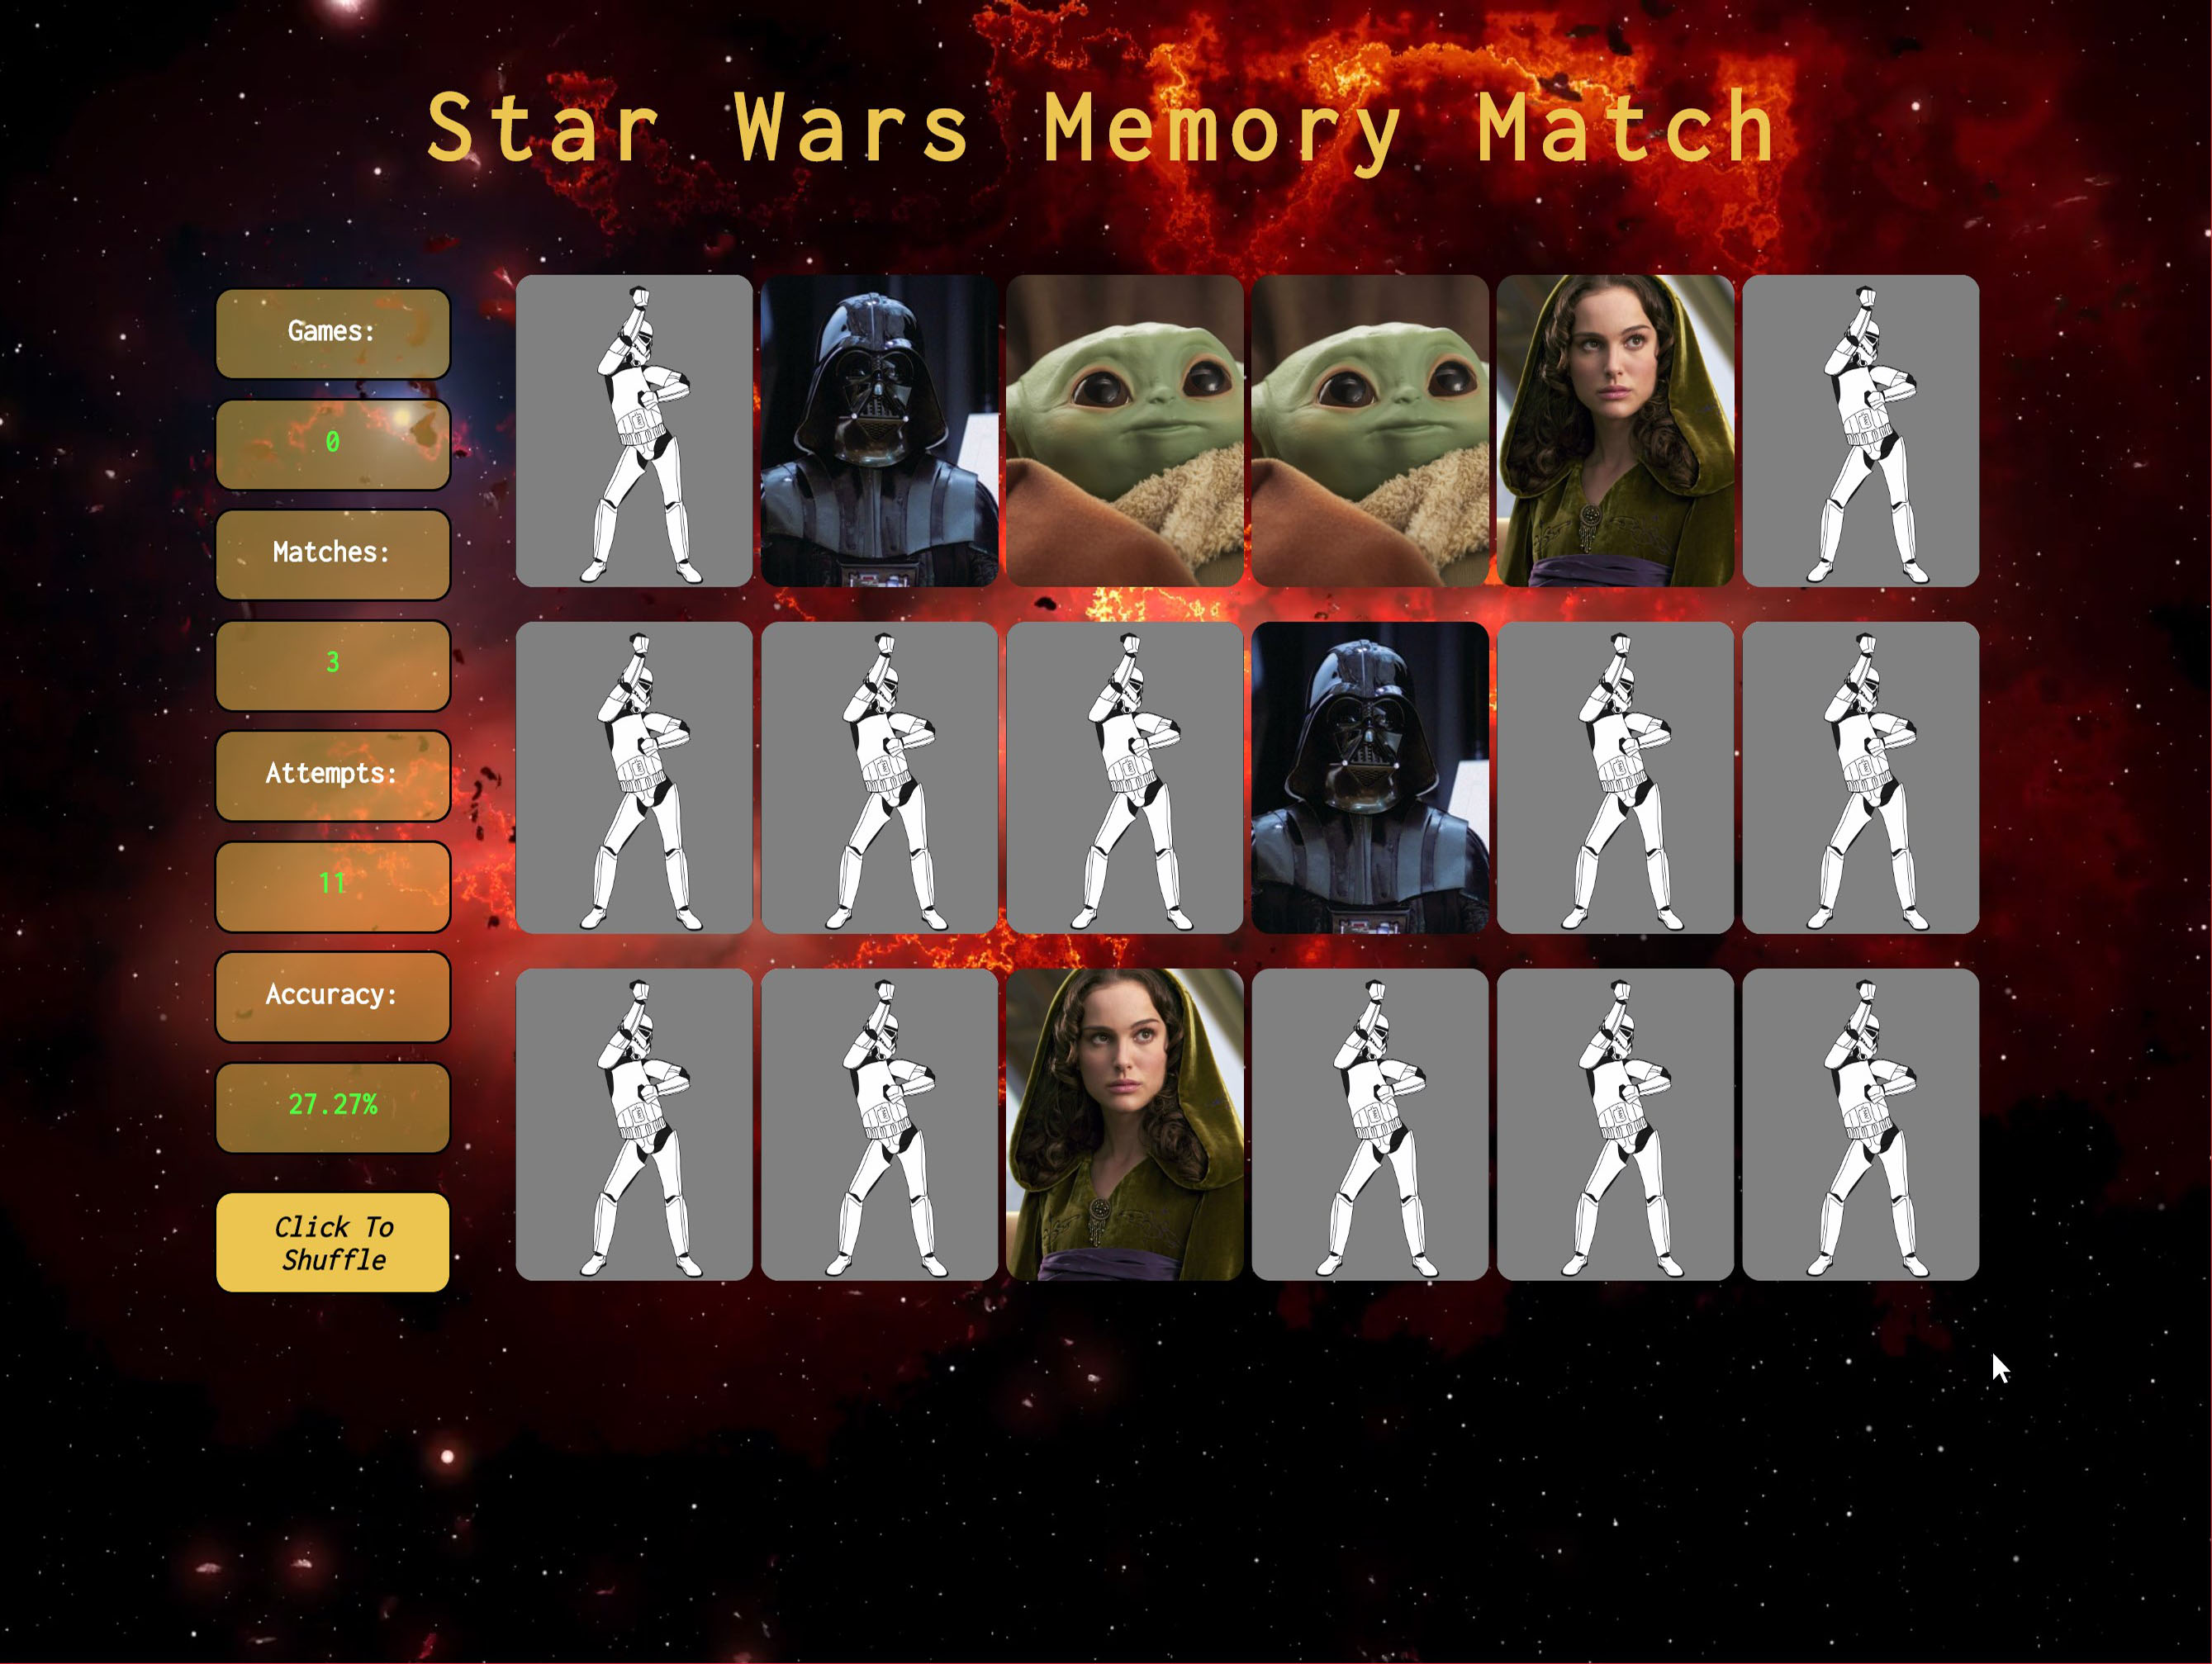 Star Wars Memory Match
Games:
0
Matches:
3
Attempts:
11
Accuracy:
27.27%
Click To
Shuffle